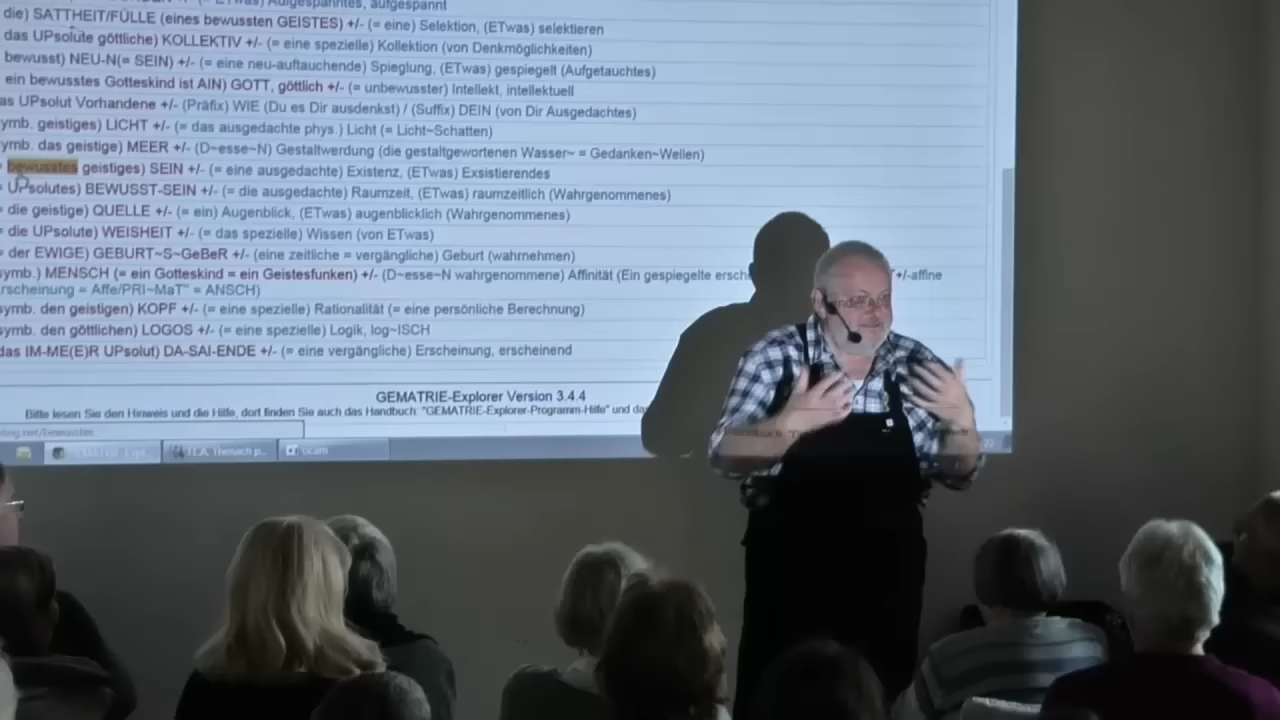 Aufgespanntes, aufgespannt
die) SATTHEIT/FÜLLE (eines bewussten GEISTES) +/- (= eine) Selektion, (ETwas) selektieren
das UPsolute göttliche) KOLLEKTIV +/- (= eine spezielle) Kollektion (von Denkmöglichkeiten)
bewusst) NEU-N(= SEIN) +/- (= eine neu-auftauchende) Spieglung, (ETwas) gespiegelt (Aufgetauchtes)
ein bewusstes Gotteskind ist AIN) GOTT, göttlich +/- (= unbewusster) Intellekt, intellektuell
as UPsolut Vorhandene +/- (Präfix) WIE (Du es Dir ausdenkst) / (Suffix) DEIN (von Dir Ausgedachtes)
ymb. geistiges) LICHT +/- (= das ausgedachte phys.) Licht (= Licht~Schatten)
ymb. das geistige) MEER +/- (D~esse~N) Gestaltwerdung (die gestaltgewordenen Wasser~ = Gedanken~Wellen)
= bewusstes geistiges) SEIN +/- (= eine ausgedachte) Existenz, (ETwas) Exsistierendes
= UPsolutes) BEWUSST-SEIN +/- (= die ausgedachte) Raumzeit, (ETwas) raumzeitlich (Wahrgenommenes)
= die geistige) QUELLE +/- (= ein) Augenblick, (ETwas) augenblicklich (Wahrgenommenes)
= die UPsolute) WEISHEIT +/- (= das spezielle) Wissen (von ETwas)
= der EWIGE) GEBURT~S~GeBeR +/- (eine zeitliche = vergängliche) Geburt (wahrnehmen)
symb.) MENSCH (= ein Gotteskind = ein Geistesfunken) +/- (D~esse~N wahrgenommene) Affinität (Ein gespiegelte ersch +/-affine
rscheinung = Affe/PRI~MaT" = ANSCH)
symb. den geistigen) KOPF +/- (= eine spezielle) Rationalität (= eine persönliche Berechnung)
symb. den göttlichen) LOGOS +/- (= eine spezielle) Logik, log~ISCH
das IM-ME(E)R UPsolut) DA-SAI-ENDE +/- (= eine vergängliche) Erscheinung, erscheinend
GEMATRIE-Explorer Version 3.4.4
Bitte lesen Sie den Hinweis und die Hilfe, dort finden Sie auch das Handbuch: "GEMATRIE-Explorer-Programm-Hilfe" und da